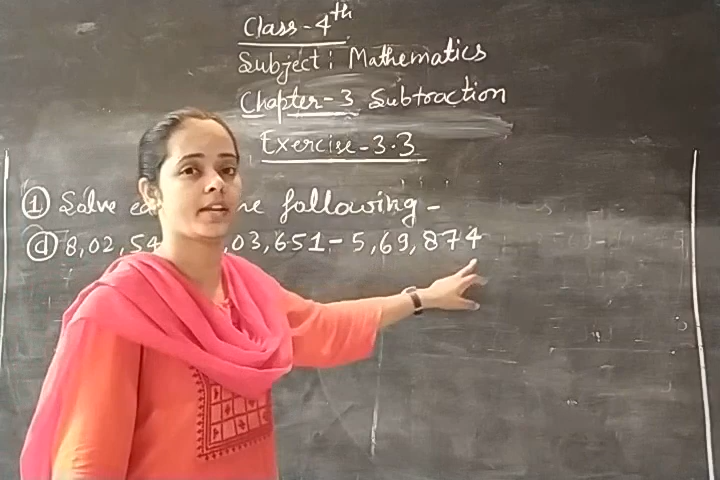 Class - 4th
Subject : Mathematics
Chapter - 3 Subtraction
Exercise - 3.3
① Solve following -
ⓓ 8,02,54 03,651 - 5,69,874